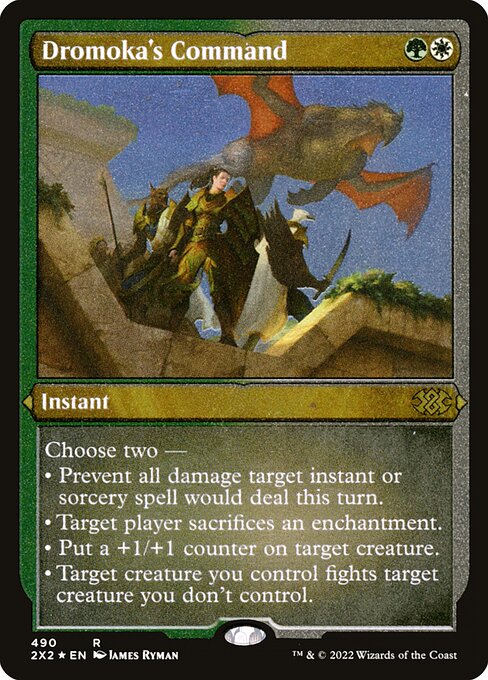 Dromoka's Command
Instant
Choose two —
• Prevent all damage target instant or
sorcery spell would deal this turn.
• Target player sacrifices an enchantment.
• Put a +1/+1 counter on target creature.
• Target creature you control fights target
creature you don't control.
490 R
2X2 ★ EN James Ryman ™ & © 2022 Wizards of the Coast